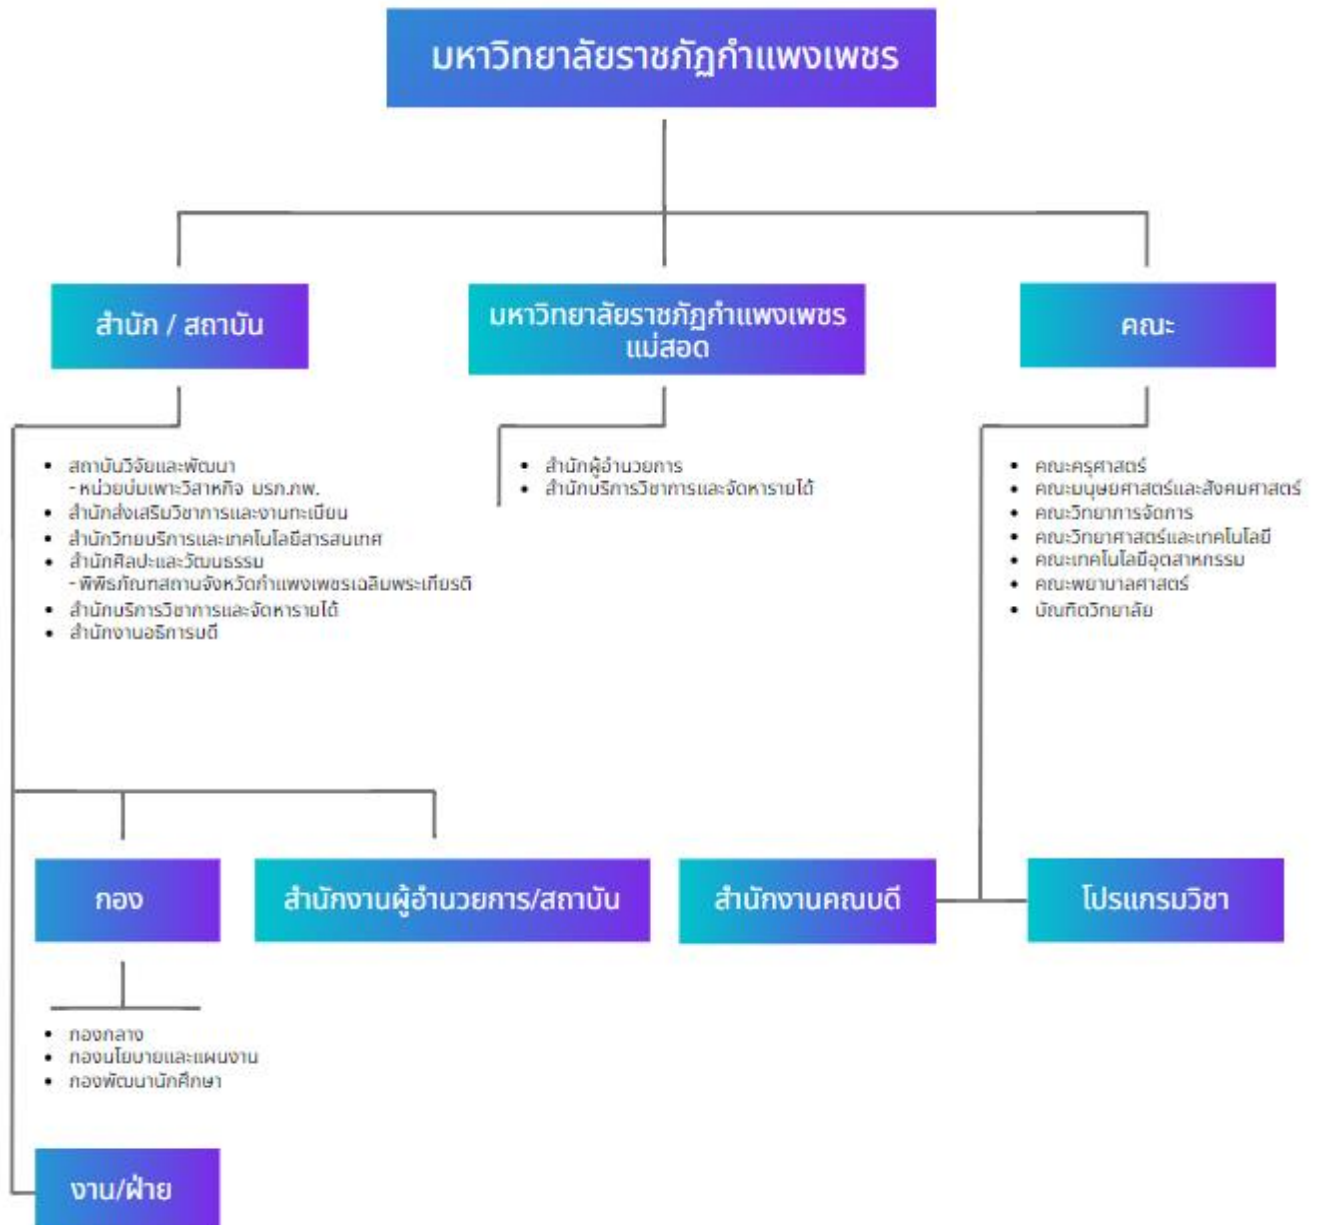 มหาวิทยาลัยราชภัฏกำแพงเพชร
สำนัก / สถาบัน
มหาวิทยาลัยราชภัฏกำแพงเพชร
แม่สอด
คณะ
• สถาบันวิจัยและพัฒนา
- หน่วยบ่มเพาะวิสาหกิจ มรภ.กพ.
• สำนักส่งเสริมวิชาการและงานทะเบียน
• สำนักวิทยบริการและเทคโนโลยีสารสนเทศ
• สำนักศิลปะและวัฒนธรรม
- พิพิธภัณฑสถานจังหวัดกำแพงเพชรเฉลิมพระเกียรติ
• สำนักบริการวิชาการและจัดหารายได้
• สำนักงานอธิการบดี
• สำนักผู้อำนวยการ
• สำนักบริการวิชาการและจัดหารายได้
• คณะครุศาสตร์
• คณะมนุษยศาสตร์และสังคมศาสตร์
• คณะวิทยาการจัดการ
• คณะวิทยาศาสตร์และเทคโนโลยี
• คณะเทคโนโลยีอุตสาหกรรม
• คณะพยาบาลศาสตร์
• บัณฑิตวิทยาลัย
กอง
สำนักงานผู้อำนวยการ/สถาบัน
สำนักงานคณบดี
โปรแกรมวิชา
• กองกลาง
• กองนโยบายและแผนงาน
• กองพัฒนานักศึกษา
งาน/ฝ่าย